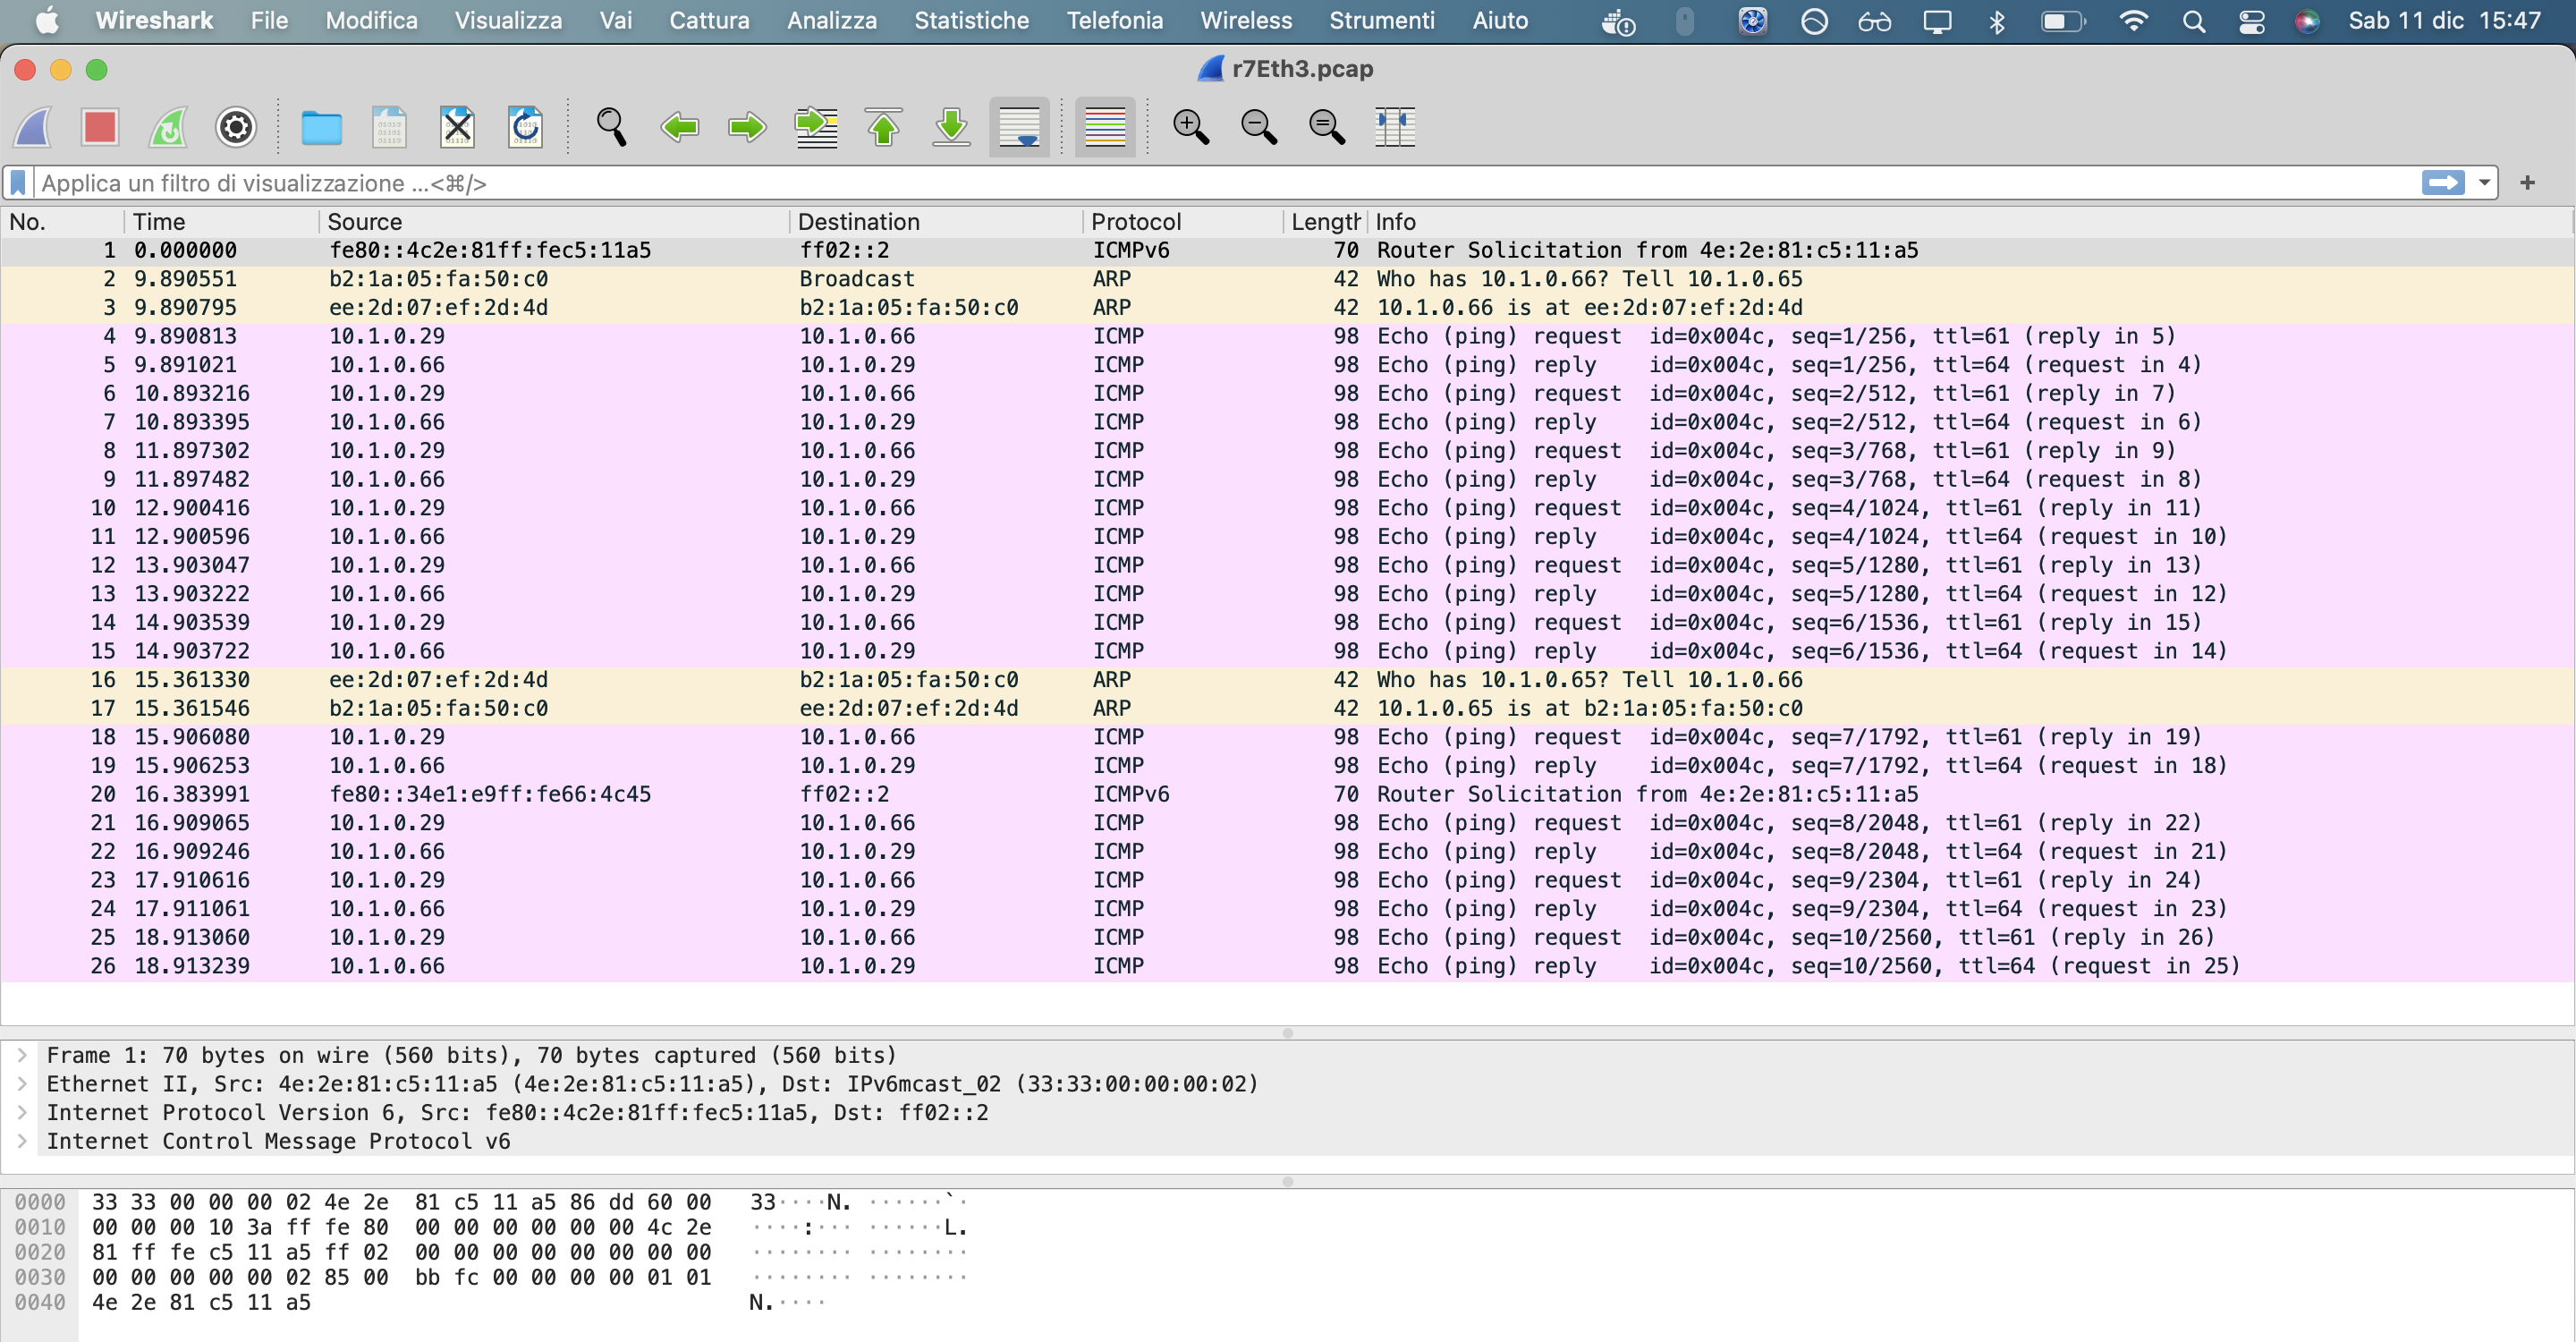 Wireshark File Modifica Visualizza Vai Cattura Analizza Statistiche Telefonia Wireless Strumenti Aiuto Sab 11 dic 15:47
r7Eth3.pcap
Applica un filtro di visualizzazione ...<⌘/>
No. Time Source Destination Protocol Length Info
1 0.000000 fe80::4c2e:81ff:fec5:11a5 ff02::2 ICMPv6 70 Router Solicitation from 4e:2e:81:c5:11:a5
2 9.890551 b2:1a:05:fa:50:c0 Broadcast ARP 42 Who has 10.1.0.66? Tell 10.1.0.65
3 9.890795 ee:2d:07:ef:2d:4d b2:1a:05:fa:50:c0 ARP 42 10.1.0.66 is at ee:2d:07:ef:2d:4d
4 9.890813 10.1.0.29 10.1.0.66 ICMP 98 Echo (ping) request id=0x004c, seq=1/256, ttl=61 (reply in 5)
5 9.891021 10.1.0.66 10.1.0.29 ICMP 98 Echo (ping) reply id=0x004c, seq=1/256, ttl=64 (request in 4)
6 10.893216 10.1.0.29 10.1.0.66 ICMP 98 Echo (ping) request id=0x004c, seq=2/512, ttl=61 (reply in 7)
7 10.893395 10.1.0.66 10.1.0.29 ICMP 98 Echo (ping) reply id=0x004c, seq=2/512, ttl=64 (request in 6)
8 11.897302 10.1.0.29 10.1.0.66 ICMP 98 Echo (ping) request id=0x004c, seq=3/768, ttl=61 (reply in 9)
9 11.897482 10.1.0.66 10.1.0.29 ICMP 98 Echo (ping) reply id=0x004c, seq=3/768, ttl=64 (request in 8)
10 12.900416 10.1.0.29 10.1.0.66 ICMP 98 Echo (ping) request id=0x004c, seq=4/1024, ttl=61 (reply in 11)
11 12.900596 10.1.0.66 10.1.0.29 ICMP 98 Echo (ping) reply id=0x004c, seq=4/1024, ttl=64 (request in 10)
12 13.903047 10.1.0.29 10.1.0.66 ICMP 98 Echo (ping) request id=0x004c, seq=5/1280, ttl=61 (reply in 13)
13 13.903222 10.1.0.66 10.1.0.29 ICMP 98 Echo (ping) reply id=0x004c, seq=5/1280, ttl=64 (request in 12)
14 14.903539 10.1.0.29 10.1.0.66 ICMP 98 Echo (ping) request id=0x004c, seq=6/1536, ttl=61 (reply in 15)
15 14.903722 10.1.0.66 10.1.0.29 ICMP 98 Echo (ping) reply id=0x004c, seq=6/1536, ttl=64 (request in 14)
16 15.361330 ee:2d:07:ef:2d:4d b2:1a:05:fa:50:c0 ARP 42 Who has 10.1.0.65? Tell 10.1.0.66
17 15.361546 b2:1a:05:fa:50:c0 ee:2d:07:ef:2d:4d ARP 42 10.1.0.65 is at b2:1a:05:fa:50:c0
18 15.906080 10.1.0.29 10.1.0.66 ICMP 98 Echo (ping) request id=0x004c, seq=7/1792, ttl=61 (reply in 19)
19 15.906253 10.1.0.66 10.1.0.29 ICMP 98 Echo (ping) reply id=0x004c, seq=7/1792, ttl=64 (request in 18)
20 16.383991 fe80::34e1:e9ff:fe66:4c45 ff02::2 ICMPv6 70 Router Solicitation from 4e:2e:81:c5:11:a5
21 16.909065 10.1.0.29 10.1.0.66 ICMP 98 Echo (ping) request id=0x004c, seq=8/2048, ttl=61 (reply in 22)
22 16.909246 10.1.0.66 10.1.0.29 ICMP 98 Echo (ping) reply id=0x004c, seq=8/2048, ttl=64 (request in 21)
23 17.910616 10.1.0.29 10.1.0.66 ICMP 98 Echo (ping) request id=0x004c, seq=9/2304, ttl=61 (reply in 24)
24 17.911061 10.1.0.66 10.1.0.29 ICMP 98 Echo (ping) reply id=0x004c, seq=9/2304, ttl=64 (request in 23)
25 18.913060 10.1.0.29 10.1.0.66 ICMP 98 Echo (ping) request id=0x004c, seq=10/2560, ttl=61 (reply in 26)
26 18.913239 10.1.0.66 10.1.0.29 ICMP 98 Echo (ping) reply id=0x004c, seq=10/2560, ttl=64 (request in 25)
Frame 1: 70 bytes on wire (560 bits), 70 bytes captured (560 bits)
Ethernet II, Src: 4e:2e:81:c5:11:a5 (4e:2e:81:c5:11:a5), Dst: IPv6mcast_02 (33:33:00:00:00:02)
Internet Protocol Version 6, Src: fe80::4c2e:81ff:fec5:11a5, Dst: ff02::2
Internet Control Message Protocol v6
0000 33 33 00 00 00 02 4e 2e 81 c5 11 a5 86 dd 60 00 33····N. ······`·
0010 00 00 00 10 3a ff fe 80 00 00 00 00 00 00 4c 2e ····:··· ······L.
0020 81 ff fe c5 11 a5 ff 02 00 00 00 00 00 00 00 00 ········ ········
0030 00 00 00 00 00 02 85 00 bb fc 00 00 00 00 01 01 ········ ········
0040 4e 2e 81 c5 11 a5 N.····